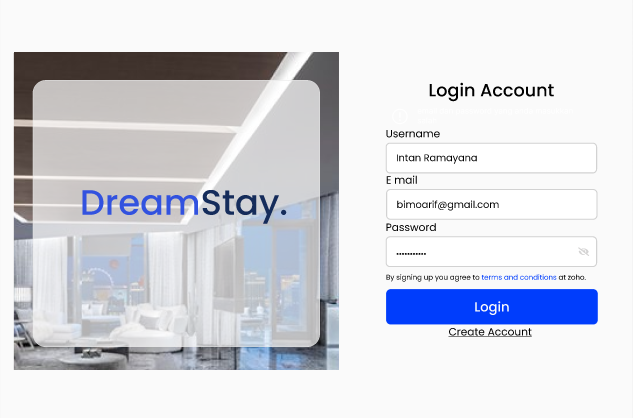 DreamStay.
Login Account
Username
Intan Ramayana
E mail
bimoarif@gmail.com
Password
By signing up you agree to terms and conditions at zoho.
Login
Create Account